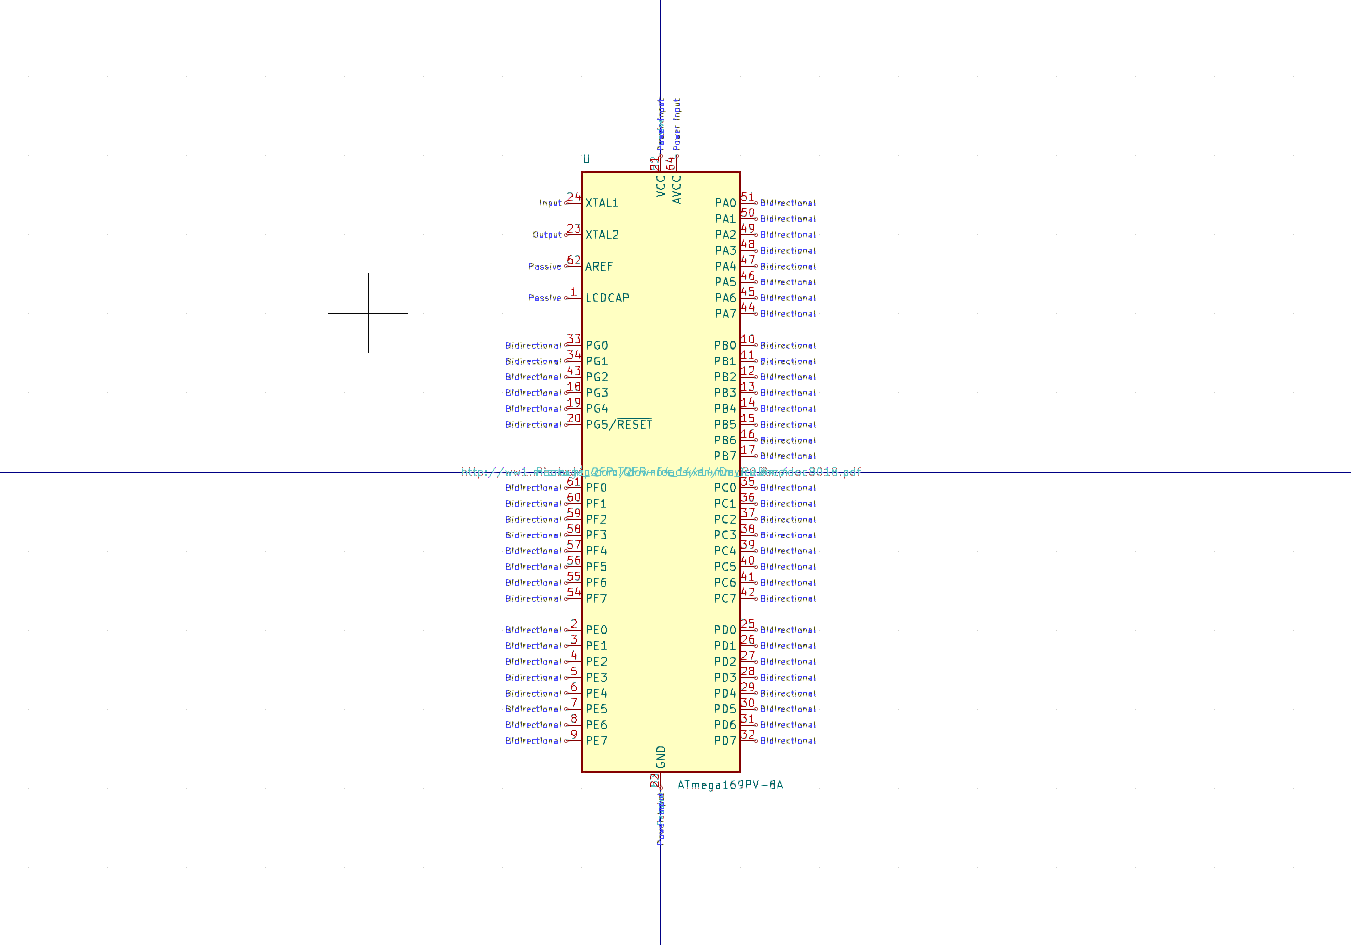 Power Input
U 64
VCC AVCC
Input 24 XTAL1 PA0 51 Bidirectional
PA1 50 Bidirectional
Output 23 XTAL2 PA2 49 Bidirectional
PA3 48 Bidirectional
Passive 62 AREF PA4 47 Bidirectional
PA5 46 Bidirectional
Passive 1 LCDCAP PA6 45 Bidirectional
PA7 44 Bidirectional
Bidirectional 33 PG0 PB0 10 Bidirectional
Bidirectional 34 PG1 PB1 11 Bidirectional
Bidirectional 43 PG2 PB2 12 Bidirectional
Bidirectional 18 PG3 PB3 13 Bidirectional
Bidirectional 19 PG4 PB4 14 Bidirectional
Bidirectional 20 PG5/RESET PB5 15 Bidirectional
PB6 16 Bidirectional
PB7 17 Bidirectional
Bidirectional 61 PF0 PC0 35 Bidirectional
Bidirectional 60 PF1 PC1 36 Bidirectional
Bidirectional 59 PF2 PC2 37 Bidirectional
Bidirectional 58 PF3 PC3 38 Bidirectional
Bidirectional 57 PF4 PC4 39 Bidirectional
Bidirectional 56 PF5 PC5 40 Bidirectional
Bidirectional 55 PF6 PC6 41 Bidirectional
Bidirectional 54 PF7 PC7 42 Bidirectional
Bidirectional 2 PE0 PD0 25 Bidirectional
Bidirectional 3 PE1 PD1 26 Bidirectional
Bidirectional 4 PE2 PD2 27 Bidirectional
Bidirectional 5 PE3 PD3 28 Bidirectional
Bidirectional 6 PE4 PD4 29 Bidirectional
Bidirectional 7 PE5 PD5 30 Bidirectional
Bidirectional 8 PE6 PD6 31 Bidirectional
Bidirectional 9 PE7 PD7 32 Bidirectional
GND
22